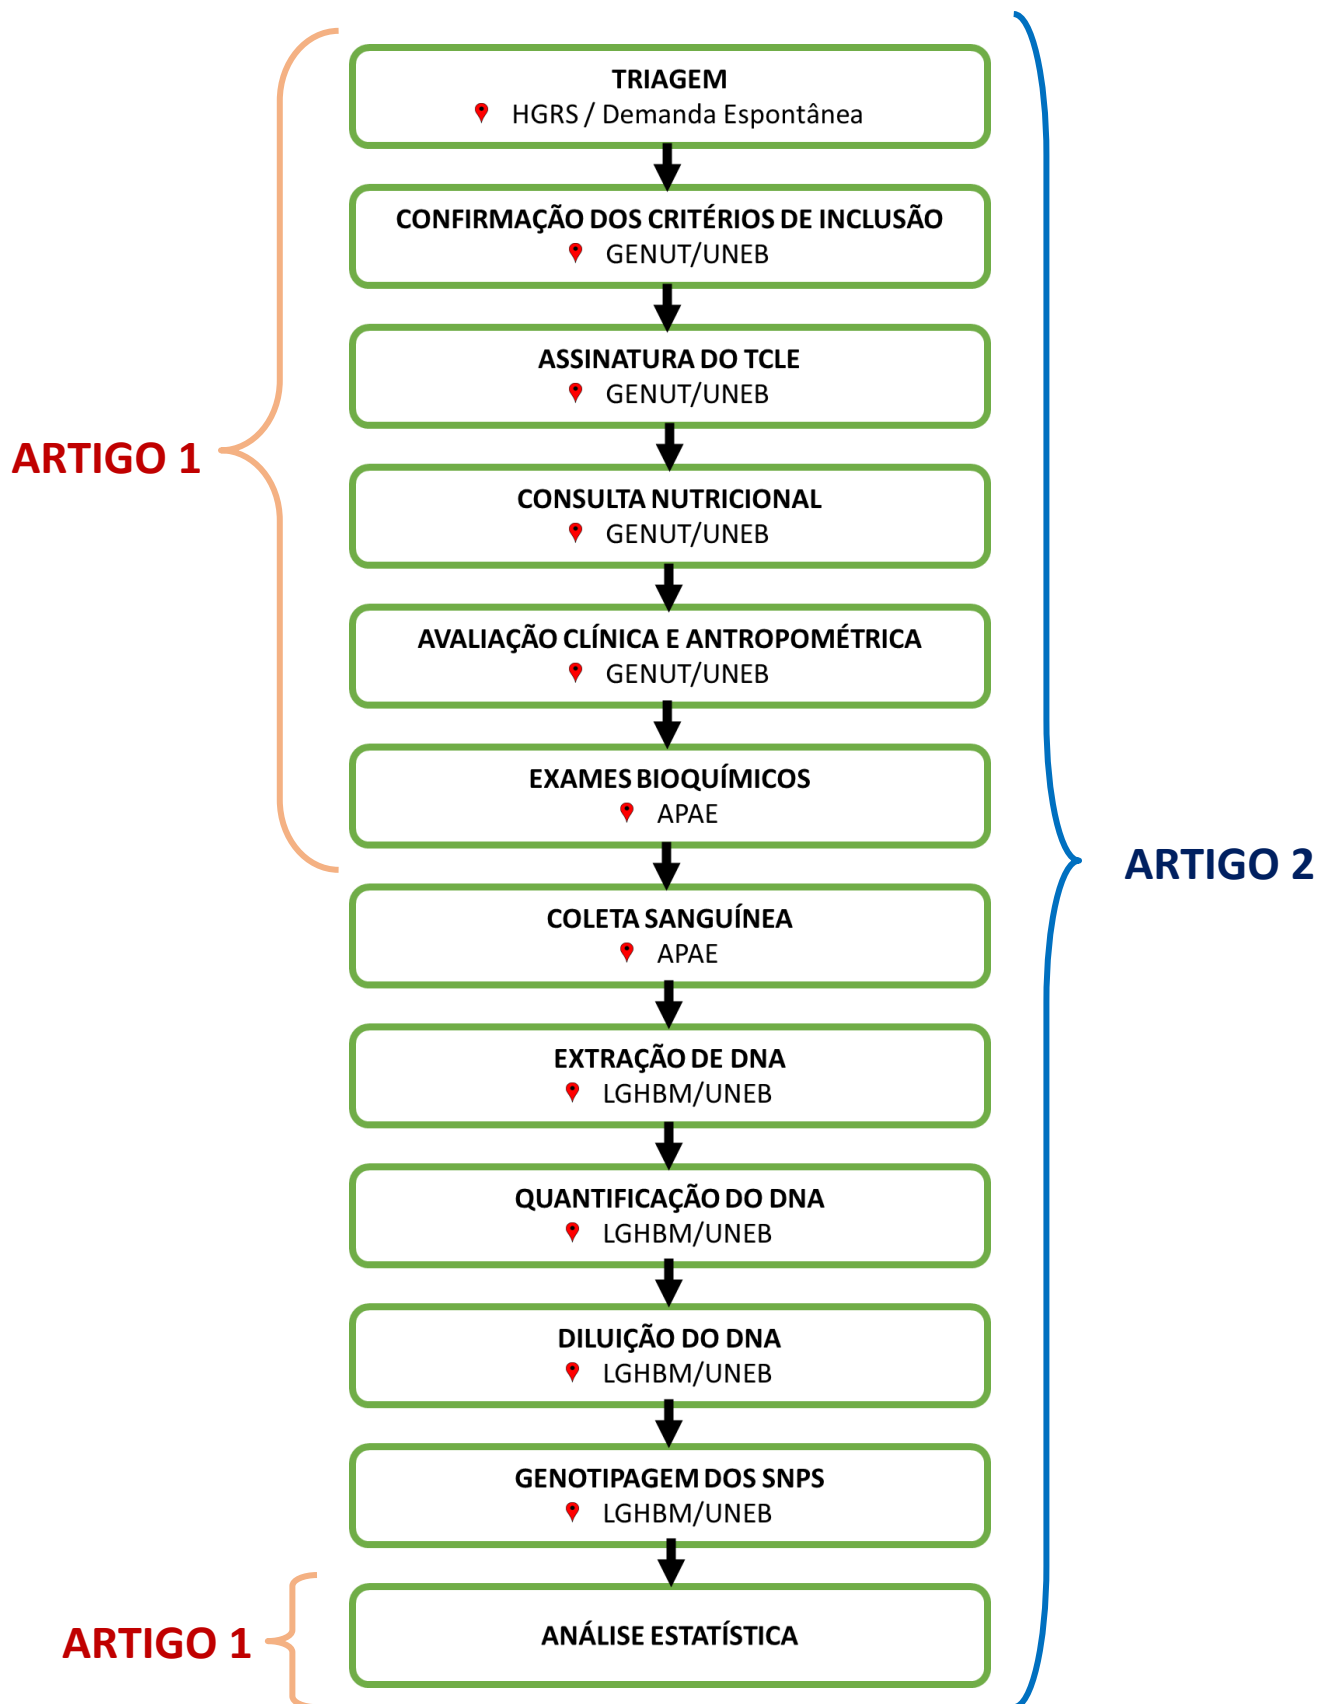 TRIAGEM
HGRS / Demanda Espontânea
CONFIRMAÇÃO DOS CRITÉRIOS DE INCLUSÃO
GENUT/UNEB
ASSINATURA DO TCLE
GENUT/UNEB
ARTIGO 1
CONSULTA NUTRICIONAL
GENUT/UNEB
AVALIAÇÃO CLÍNICA E ANTROPOMÉTRICA
GENUT/UNEB
EXAMES BIOQUÍMICOS
APAE
ARTIGO 2
COLETA SANGUÍNEA
APAE
EXTRAÇÃO DE DNA
LGHBM/UNEB
QUANTIFICAÇÃO DO DNA
LGHBM/UNEB
DILUIÇÃO DO DNA
LGHBM/UNEB
GENOTIPAGEM DOS SNPS
LGHBM/UNEB
ARTIGO 1
ANÁLISE ESTATÍSTICA